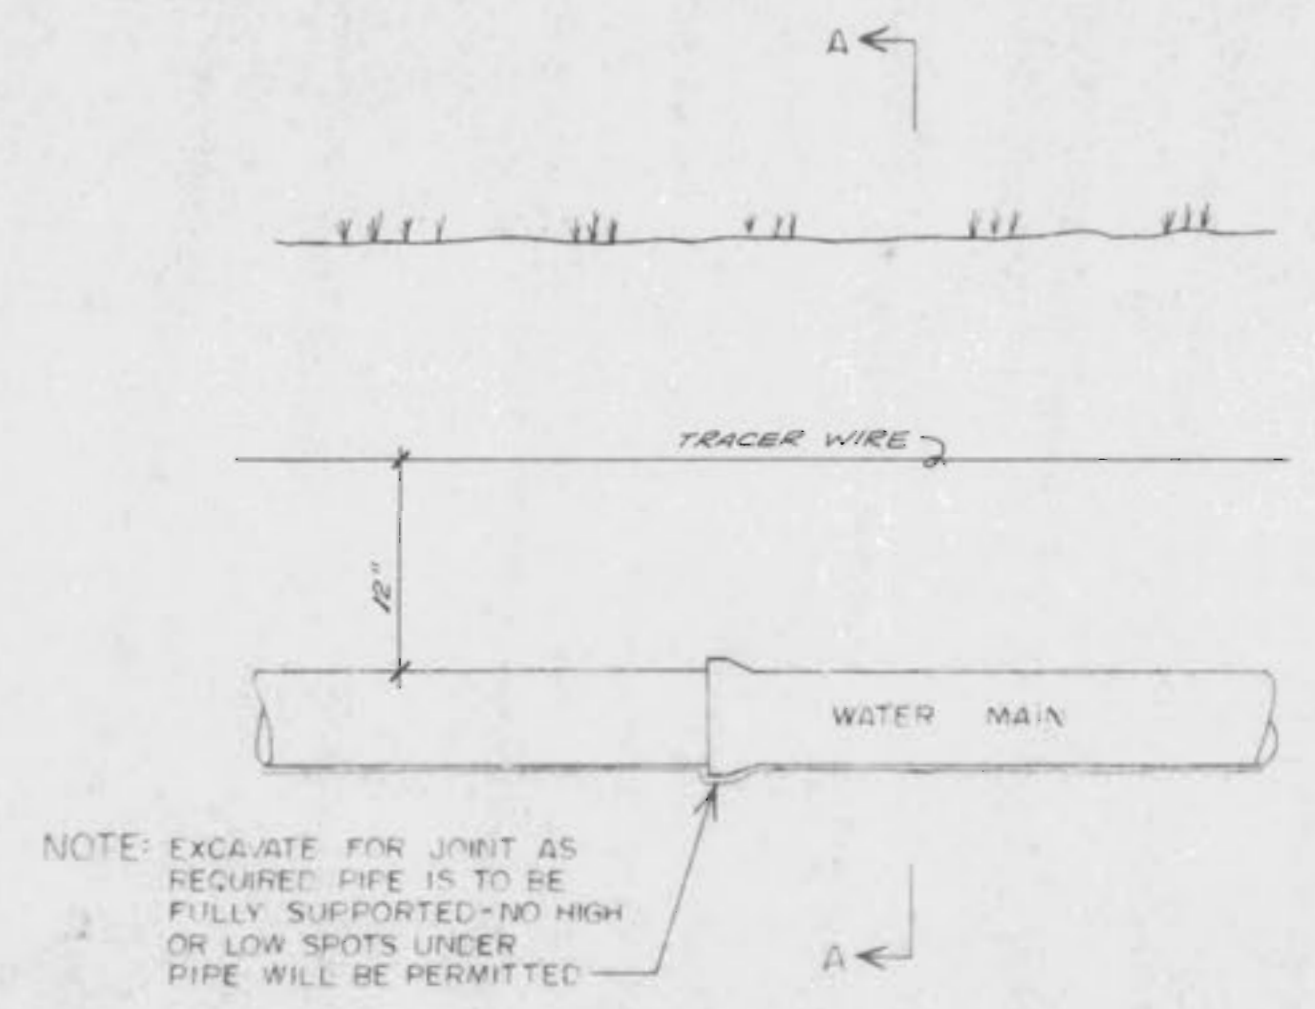 A
TRACER WIRE
12"
WATER MAIN
NOTE: EXCAVATE FOR JOINT AS
REQUIRED PIPE IS TO BE
FULLY SUPPORTED-NO HIGH
OR LOW SPOTS UNDER
PIPE WILL BE PERMITTED
A